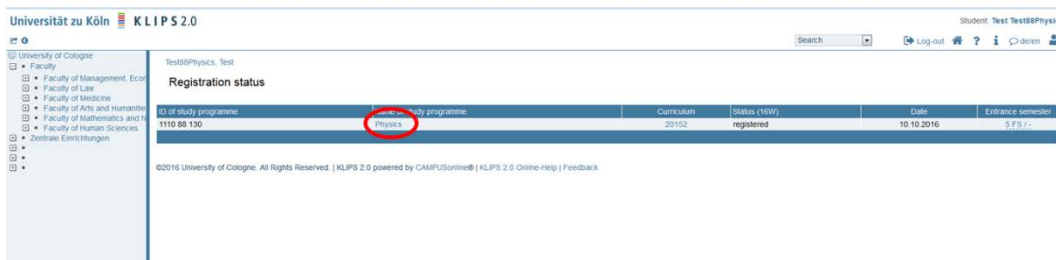 Universität zu Köln KLIPS 2.0
Student: Test Test88Physi
Search
Log-out ? i de/en
University of Cologne
Faculty
Faculty of Management, Econ
Faculty of Law
Faculty of Medicine
Faculty of Arts and Humanitie
Faculty of Mathematics and N
Faculty of Human Sciences
Zentrale Einrichtungen
Test88Physics, Test
Registration status
ID of study programme Name of study programme Curriculum Status (16W) Date Entrance semester
1110 88 130 Physics 20152 registered 10.10.2016 5 FS / -
©2016 University of Cologne. All Rights Reserved. | KLIPS 2.0 powered by CAMPUSonline® | KLIPS 2.0 Online-Help | Feedback